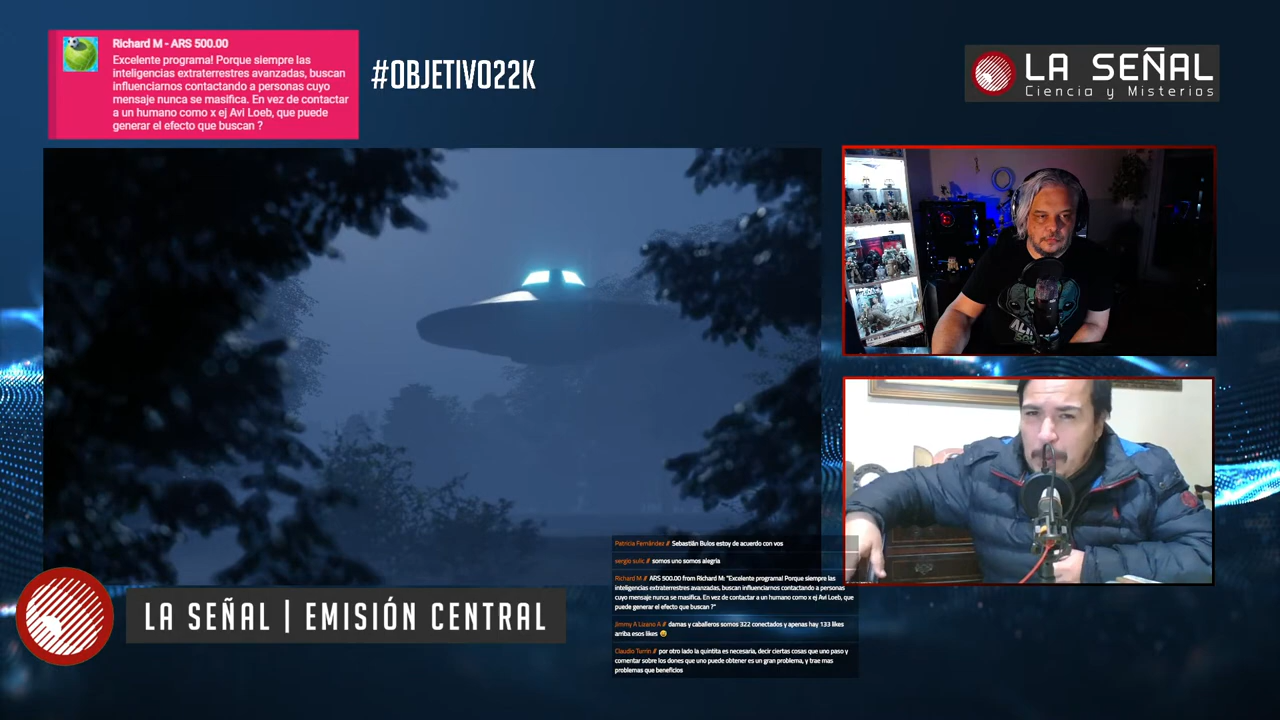 Richard M - ARS 500.00
Excelente programa! Porque siempre las
inteligencias extraterrestres avanzadas, buscan
influenciarnos contactando a personas cuyo
mensaje nunca se masifica. En vez de contactar
a un humano como x ej Avi Loeb, que puede
generar el efecto que buscan ?
#OBJETIVO22K
LA SEÑAL
Ciencia y Misterios
Patricia Fernández // Sebastián Bulos estoy de acuerdo con vos
sergio sulic // somos uno somos alegria
Richard M // ARS 500.00 from Richard M: "Excelente programa! Porque siempre las
inteligencias extraterrestres avanzadas, buscan influenciarnos contactando a personas
cuyo mensaje nunca se masifica. En vez de contactar a un humano como x ej Avi Loeb, que
puede generar el efecto que buscan ?"
Jimmy A Lizano A // damas y caballeros somos 322 conectados y apenas hay 133 likes
arriba esos likes 😅
Claudio Turrin // por otro lado la quintita es necesaria, decir ciertas cosas que uno paso y
comentar sobre los dones que uno puede obtener es un gran problema, y trae mas
problemas que beneficios
LA SEÑAL | EMISIÓN CENTRAL